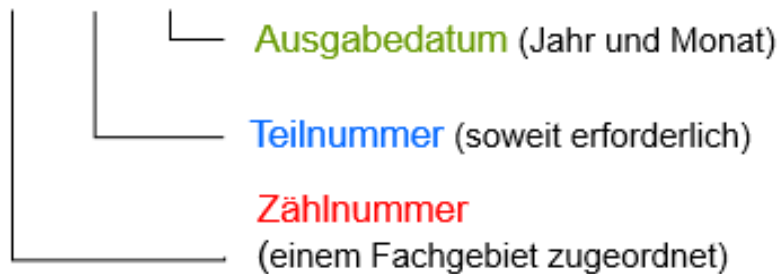 Ausgabedatum (Jahr und Monat)
Teilnummer (soweit erforderlich)
Zählnummer
(einem Fachgebiet zugeordnet)